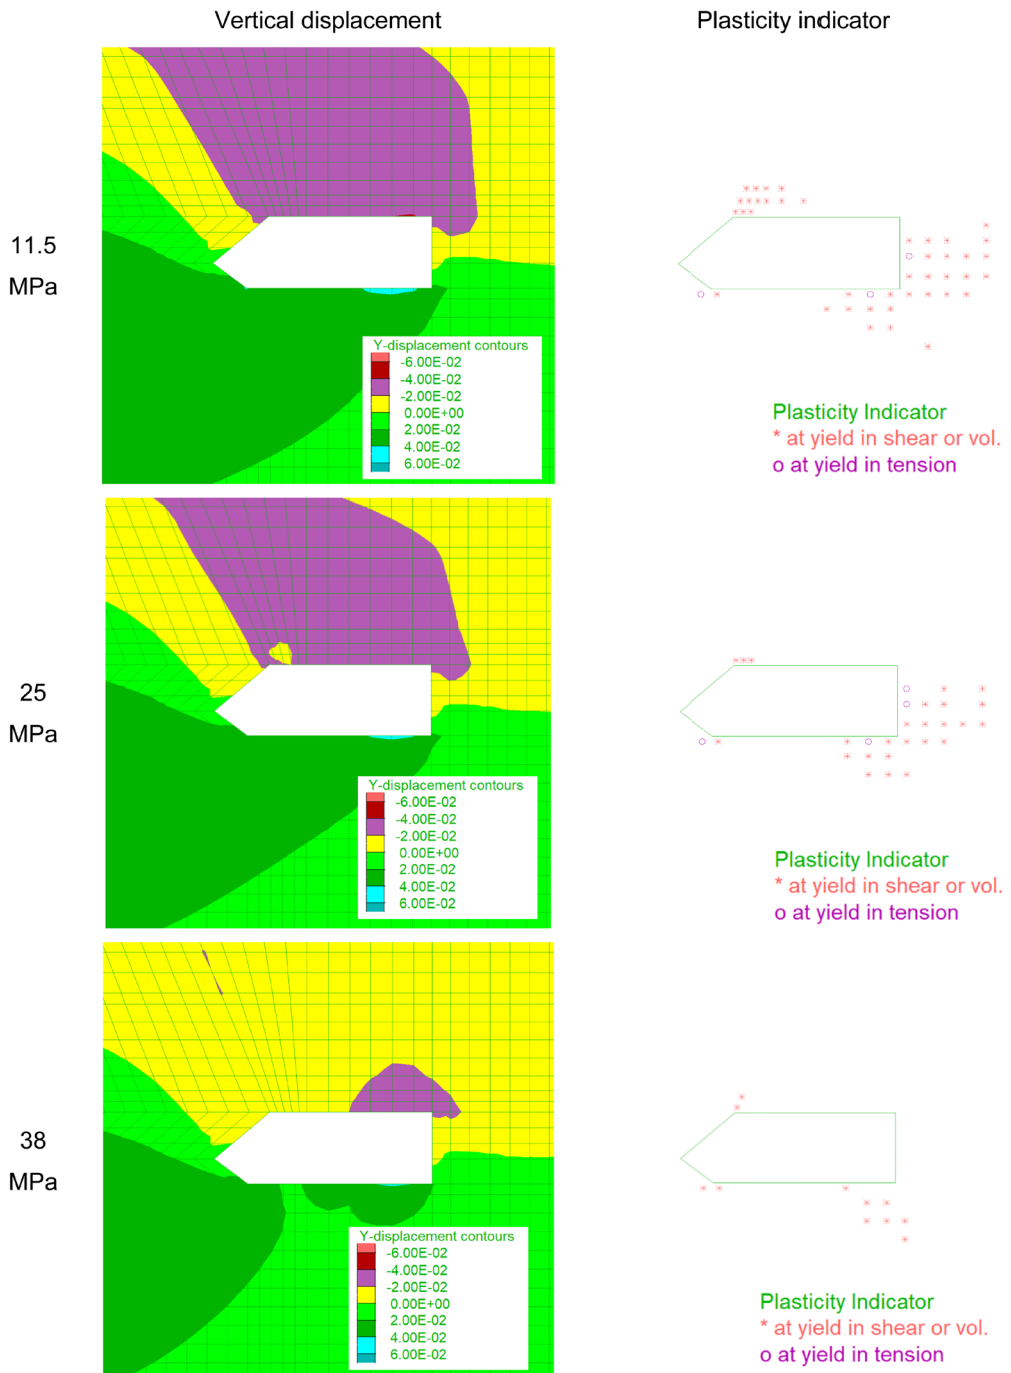 Vertical displacement
Plasticity indicator
11.5
MPa
Y-displacement contours
-6.00E-02
-4.00E-02
-2.00E-02
0.00E+00
2.00E-02
4.00E-02
6.00E-02
Plasticity Indicator
* at yield in shear or vol.
o at yield in tension
25
MPa
Y-displacement contours
-6.00E-02
-4.00E-02
-2.00E-02
0.00E+00
2.00E-02
4.00E-02
6.00E-02
Plasticity Indicator
* at yield in shear or vol.
o at yield in tension
38
MPa
Y-displacement contours
-6.00E-02
-4.00E-02
-2.00E-02
0.00E+00
2.00E-02
4.00E-02
6.00E-02
Plasticity Indicator
* at yield in shear or vol.
o at yield in tension